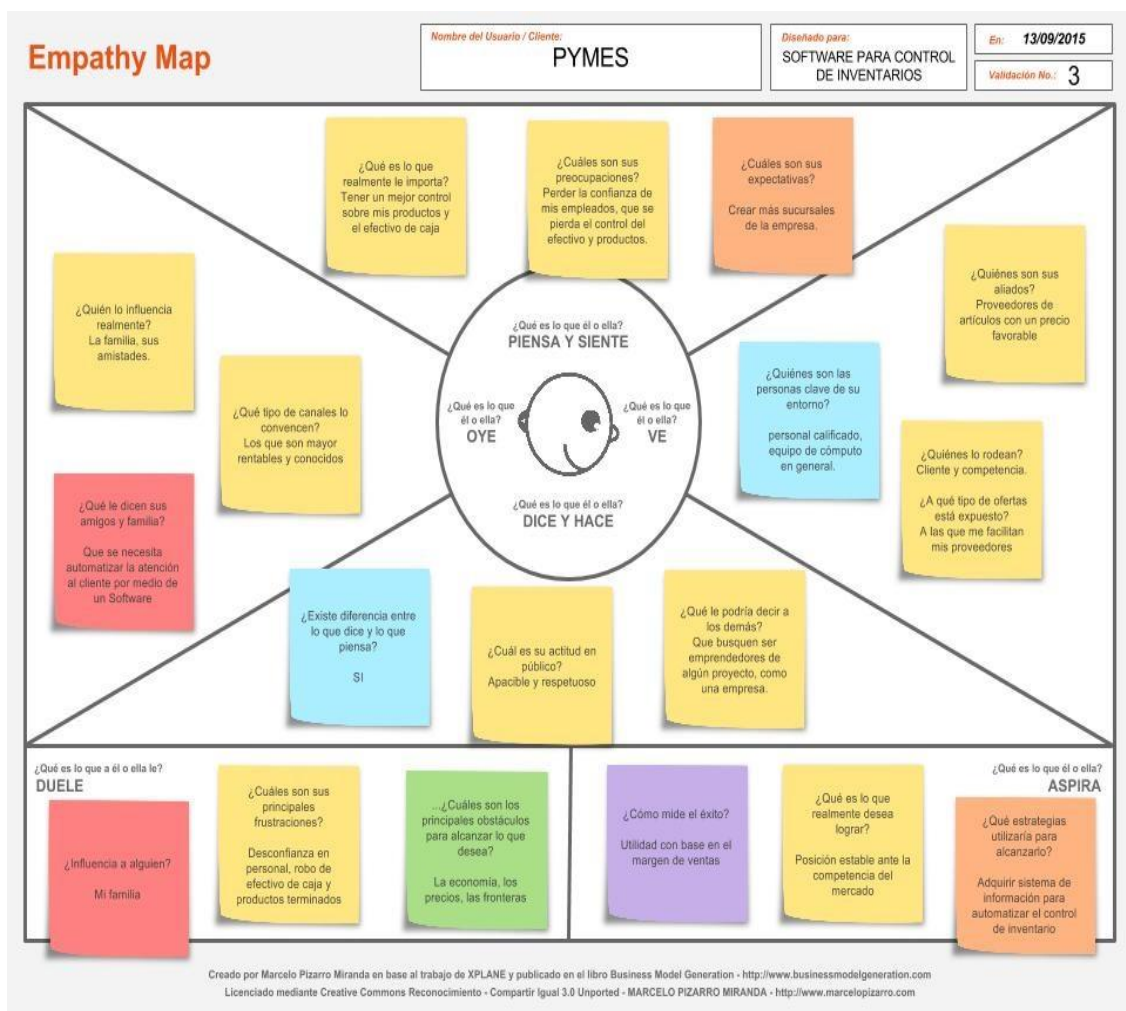 Empathy Map
Nombre del Usuario / Cliente:
PYMES
Diseñado para:
SOFTWARE PARA CONTROL
DE INVENTARIOS
En: 13/09/2015
Validación No.: 3
¿Qué es lo que
realmente le importa?
Tener un mejor control
sobre mis productos y
el efectivo de caja
¿Cuáles son sus
preocupaciones?
Perder la confianza de
mis empleados, que se
pierda el control del
efectivo y productos.
¿Cuáles son sus
expectativas?
Crear más sucursales
de la empresa.
¿Quién lo influencia
realmente?
La familia, sus
amistades.
¿Qué tipo de canales lo
convencen?
Los que son mayor
rentables y conocidos
¿Qué le dicen sus
amigos y familia?
Que se necesita
automatizar la atención
al cliente por medio de
un Software
¿Qué es lo que él o ella?
PIENSA Y SIENTE
¿Qué es lo que
él o ella?
OYE
¿Qué es lo que
él o ella?
VE
¿Qué es lo que él o ella?
DICE Y HACE
¿Quiénes son sus
aliados?
Proveedores de
artículos con un precio
favorable
¿Quiénes son las
personas clave de su
entorno?
personal calificado,
equipo de cómputo
en general.
¿Quiénes lo rodean?
Cliente y competencia.
¿A qué tipo de ofertas
está expuesto?
A las que me facilitan
mis proveedores
¿Existe diferencia entre
lo que dice y lo que
piensa?
SI
¿Cuál es su actitud en
público?
Apacible y respetuoso
¿Qué le podría decir a
los demás?
Que busquen ser
emprendedores de
algún proyecto, como
una empresa.
¿Qué es lo que a él o ella le?
DUELE
¿Influencia a alguien?
Mi familia
¿Cuáles son sus
principales
frustraciones?
Desconfianza en
personal, robo de
efectivo de caja y
productos terminados
...¿Cuáles son los
principales obstáculos
para alcanzar lo que
desea?
La economía, los
precios, las fronteras
¿Qué es lo que él o ella?
ASPIRA
¿Cómo mide el éxito?
Utilidad con base en el
margen de ventas
¿Qué es lo que
realmente desea
lograr?
Posición estable ante la
competencia del
mercado
¿Qué estrategias
utilizaría para
alcanzarlo?
Adquirir sistema de
información para
automatizar el control
de inventario
Creado por Marcelo Pizarro Miranda en base al trabajo de XPLANE y publicado en el libro Business Model Generation - http://www.businessmodelgeneration.com
Licenciado mediante Creative Commons Reconocimiento - Compartir Igual 3.0 Unported - MARCELO PIZARRO MIRANDA - http://www.marcelopizarro.com